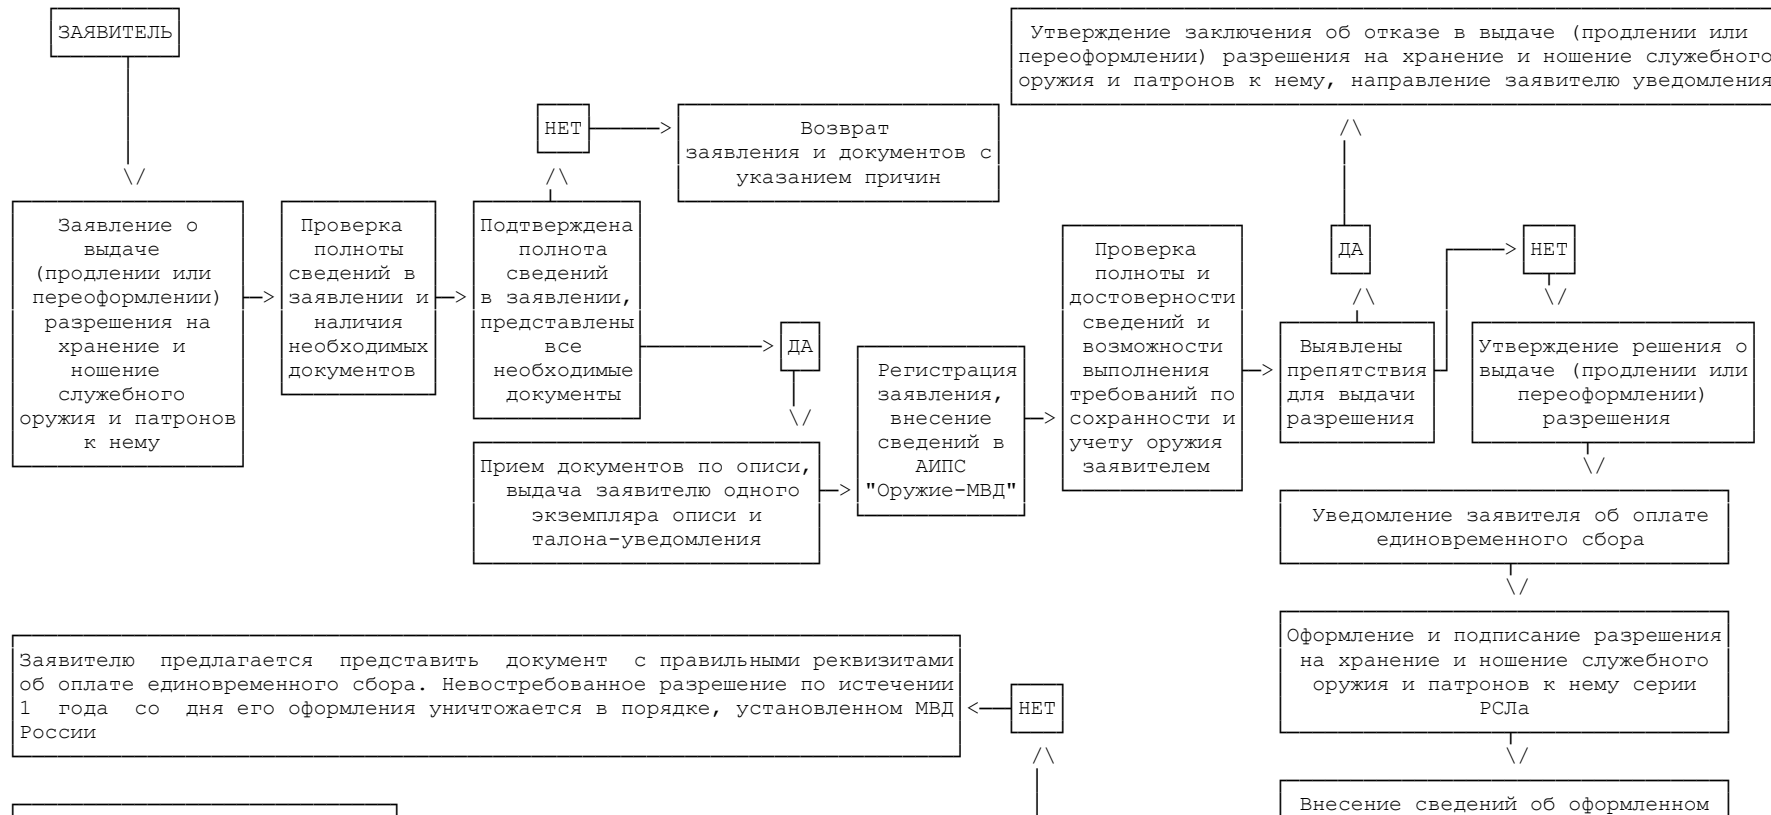 ЗАЯВИТЕЛЬ
Утверждение заключения об отказе в выдаче (продлении или
переоформлении) разрешения на хранение и ношение служебного
оружия и патронов к нему, направление заявителю уведомления
НЕТ
Возврат
заявления и документов с
указанием причин
Заявление о
выдаче
(продлении или
переоформлении)
разрешения на
хранение и
ношение
служебного
оружия и патронов
к нему
Проверка
полноты
сведений в
заявлении и
наличия
необходимых
документов
Подтверждена
полнота
сведений
в заявлении,
представлены
все
необходимые
документы
ДА
Прием документов по описи,
выдача заявителю одного
экземпляра описи и
талона-уведомления
Регистрация
заявления,
внесение
сведений в
АИПС
"Оружие-МВД"
Проверка
полноты и
достоверности
сведений и
возможности
выполнения
требований по
сохранности и
учету оружия
заявителем
ДА
Выявлены
препятствия
для выдачи
разрешения
НЕТ
Утверждение решения о
выдаче (продлении или
переоформлении)
разрешения
Уведомление заявителя об оплате
единовременного сбора
Оформление и подписание разрешения
на хранение и ношение служебного
оружия и патронов к нему серии
РСЛа
Заявителю предлагается представить документ с правильными реквизитами
об оплате единовременного сбора. Невостребованное разрешение по истечении
1 года со дня его оформления уничтожается в порядке, установленном МВД
России
НЕТ
Внесение сведений об оформленном